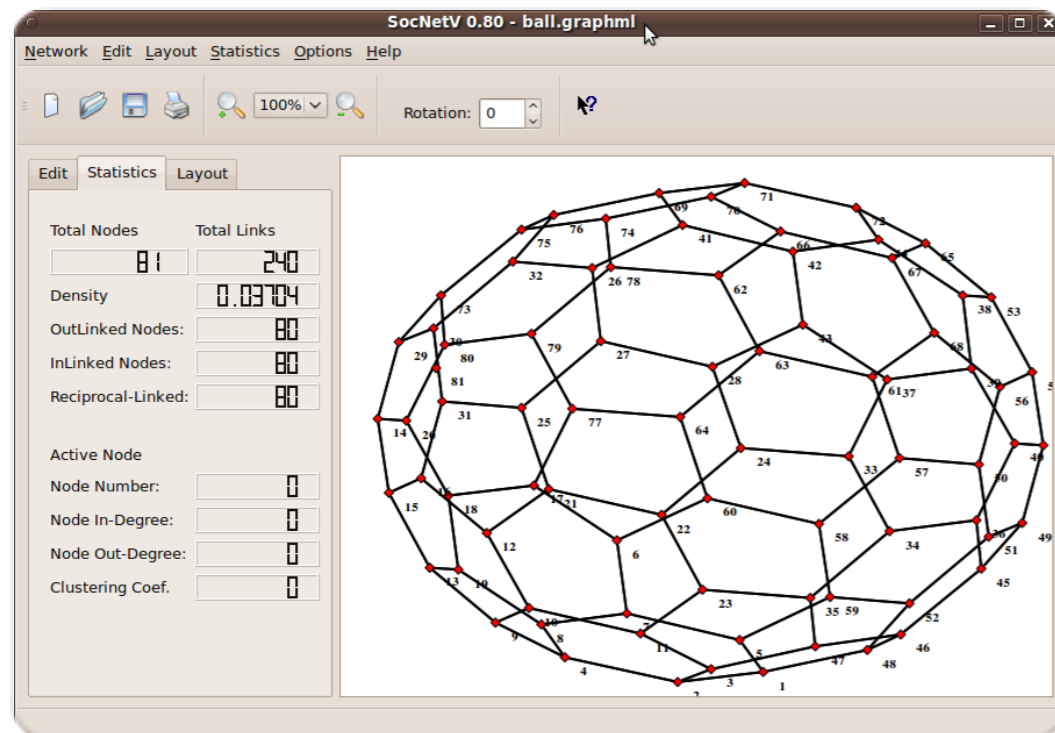 SocNetV 0.80 - ball.graphml
Network Edit Layout Statistics Options Help
100% Rotation: 0
Edit Statistics Layout
Total Nodes Total Links
81 240
Density 0.03704
OutLinked Nodes: 80
InLinked Nodes: 80
Reciprocal-Linked: 80
Active Node
Node Number: 0
Node In-Degree: 0
Node Out-Degree: 0
Clustering Coef. 0
71
69 70
72
76 74 41
75 66 65
42 67
32 26 78 62
73 38 53
43
30 79 68
29 80 27 63
81 28 61 37 39
56
31 25 77
14 20 64
24 33 57 40
50
16 17 21
15 18 22 60
12 6 58 34 36 49
51
13 19 45
23 35 59
52
10 7
9 8 11 5 46
4 3 1 47 48
2